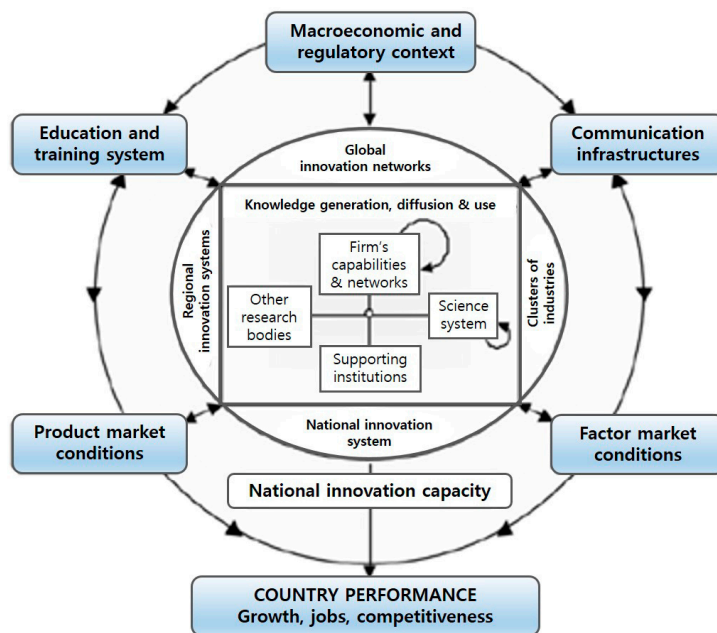 Macroeconomic and
regulatory context
Education and
training system
Communication
infrastructures
Global
innovation networks
Knowledge generation, diffusion & use
Regional
innovation systems
Firm's
capabilities
& networks
Clusters of
industries
Other
research
bodies
Science
system
Supporting
institutions
Product market
conditions
National innovation
system
Factor market
conditions
National innovation capacity
COUNTRY PERFORMANCE
Growth, jobs, competitiveness